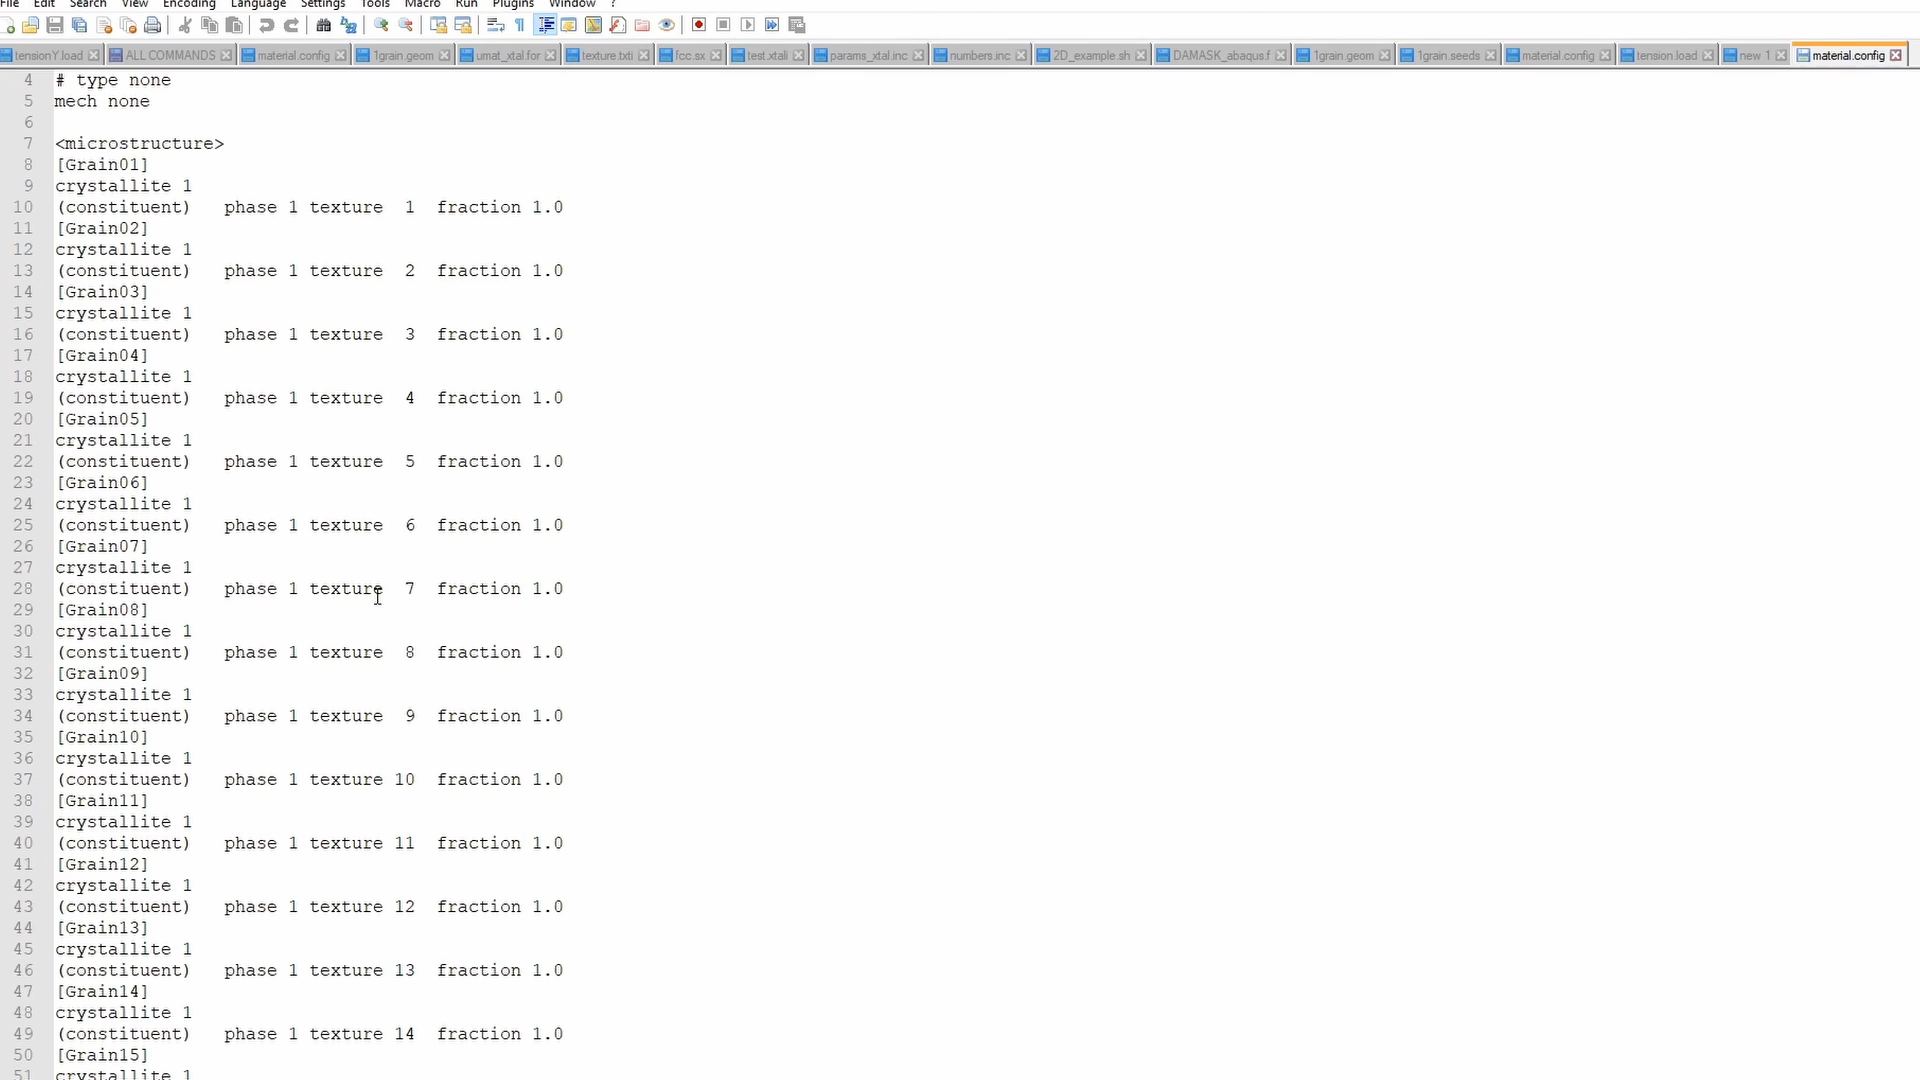 File Edit Search View Encoding Language Settings Tools Macro Run Plugins Window ?
tensionY.load ALL COMMANDS material.config 1grain.geom umat_xtal.for texture.txti fcc.sx test.xtali params_xtal.inc numbers.inc 2D_example.sh DAMASK_abaqus.f 1grain.geom 1grain.seeds material.config tension.load new 1 material.config
4 # type none
5 mech none
6
7 <microstructure>
8 [Grain01]
9 crystallite 1
10 (constituent) phase 1 texture 1 fraction 1.0
11 [Grain02]
12 crystallite 1
13 (constituent) phase 1 texture 2 fraction 1.0
14 [Grain03]
15 crystallite 1
16 (constituent) phase 1 texture 3 fraction 1.0
17 [Grain04]
18 crystallite 1
19 (constituent) phase 1 texture 4 fraction 1.0
20 [Grain05]
21 crystallite 1
22 (constituent) phase 1 texture 5 fraction 1.0
23 [Grain06]
24 crystallite 1
25 (constituent) phase 1 texture 6 fraction 1.0
26 [Grain07]
27 crystallite 1
28 (constituent) phase 1 texture 7 fraction 1.0
29 [Grain08]
30 crystallite 1
31 (constituent) phase 1 texture 8 fraction 1.0
32 [Grain09]
33 crystallite 1
34 (constituent) phase 1 texture 9 fraction 1.0
35 [Grain10]
36 crystallite 1
37 (constituent) phase 1 texture 10 fraction 1.0
38 [Grain11]
39 crystallite 1
40 (constituent) phase 1 texture 11 fraction 1.0
41 [Grain12]
42 crystallite 1
43 (constituent) phase 1 texture 12 fraction 1.0
44 [Grain13]
45 crystallite 1
46 (constituent) phase 1 texture 13 fraction 1.0
47 [Grain14]
48 crystallite 1
49 (constituent) phase 1 texture 14 fraction 1.0
50 [Grain15]
51 crystallite 1